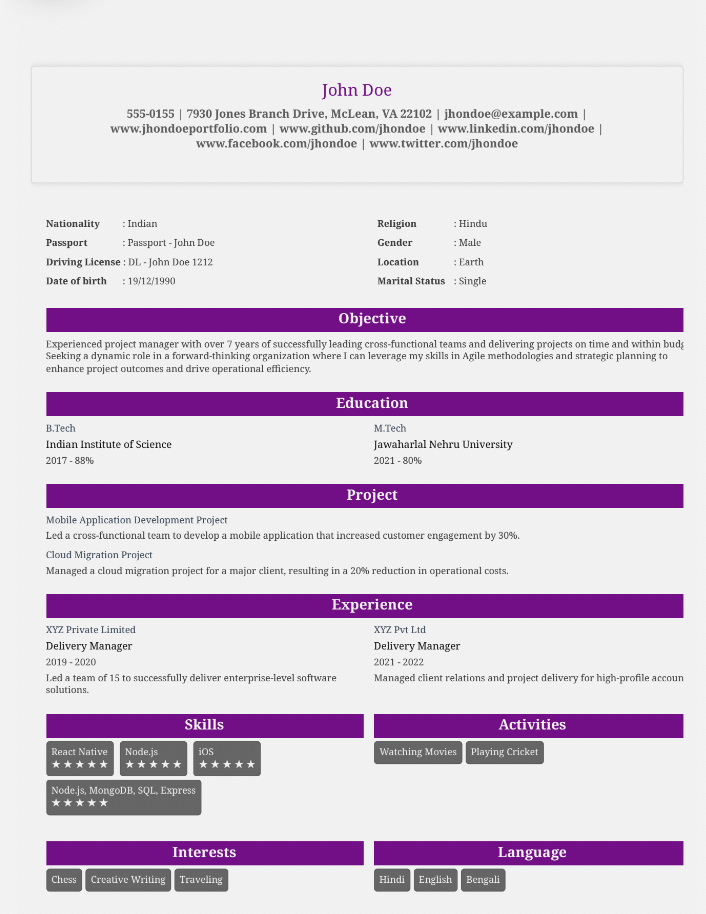 John Doe
555-0155 | 7930 Jones Branch Drive, McLean, VA 22102 | jhondoe@example.com |
www.jhondoeportfolio.com | www.github.com/jhondoe | www.linkedin.com/jhondoe |
www.facebook.com/jhondoe | www.twitter.com/jhondoe
Nationality : Indian
Passport : Passport - John Doe
Driving License : DL - John Doe 1212
Date of birth : 19/12/1990
Religion : Hindu
Gender : Male
Location : Earth
Marital Status : Single
Objective
Experienced project manager with over 7 years of successfully leading cross-functional teams and delivering projects on time and within
Seeking a dynamic role in a forward-thinking organization where I can leverage my skills in Agile methodologies and strategic planning to
enhance project outcomes and drive operational efficiency.
Education
B.Tech
Indian Institute of Science
2017 - 88%
M.Tech
Jawaharlal Nehru University
2021 - 80%
Project
Mobile Application Development Project
Led a cross-functional team to develop a mobile application that increased customer engagement by 30%.
Cloud Migration Project
Managed a cloud migration project for a major client, resulting in a 20% reduction in operational costs.
Experience
XYZ Private Limited
Delivery Manager
2019 - 2020
Led a team of 15 to successfully deliver enterprise-level software
solutions.
XYZ Pvt Ltd
Delivery Manager
2021 - 2022
Managed client relations and project delivery for high-profile accoun
Skills
React Native
★★★★★
Node.js
★★★★★
iOS
★★★★★
Node.js, MongoDB, SQL, Express
★★★★★
Activities
Watching Movies
Playing Cricket
Interests
Chess
Creative Writing
Traveling
Language
Hindi
English
Bengali